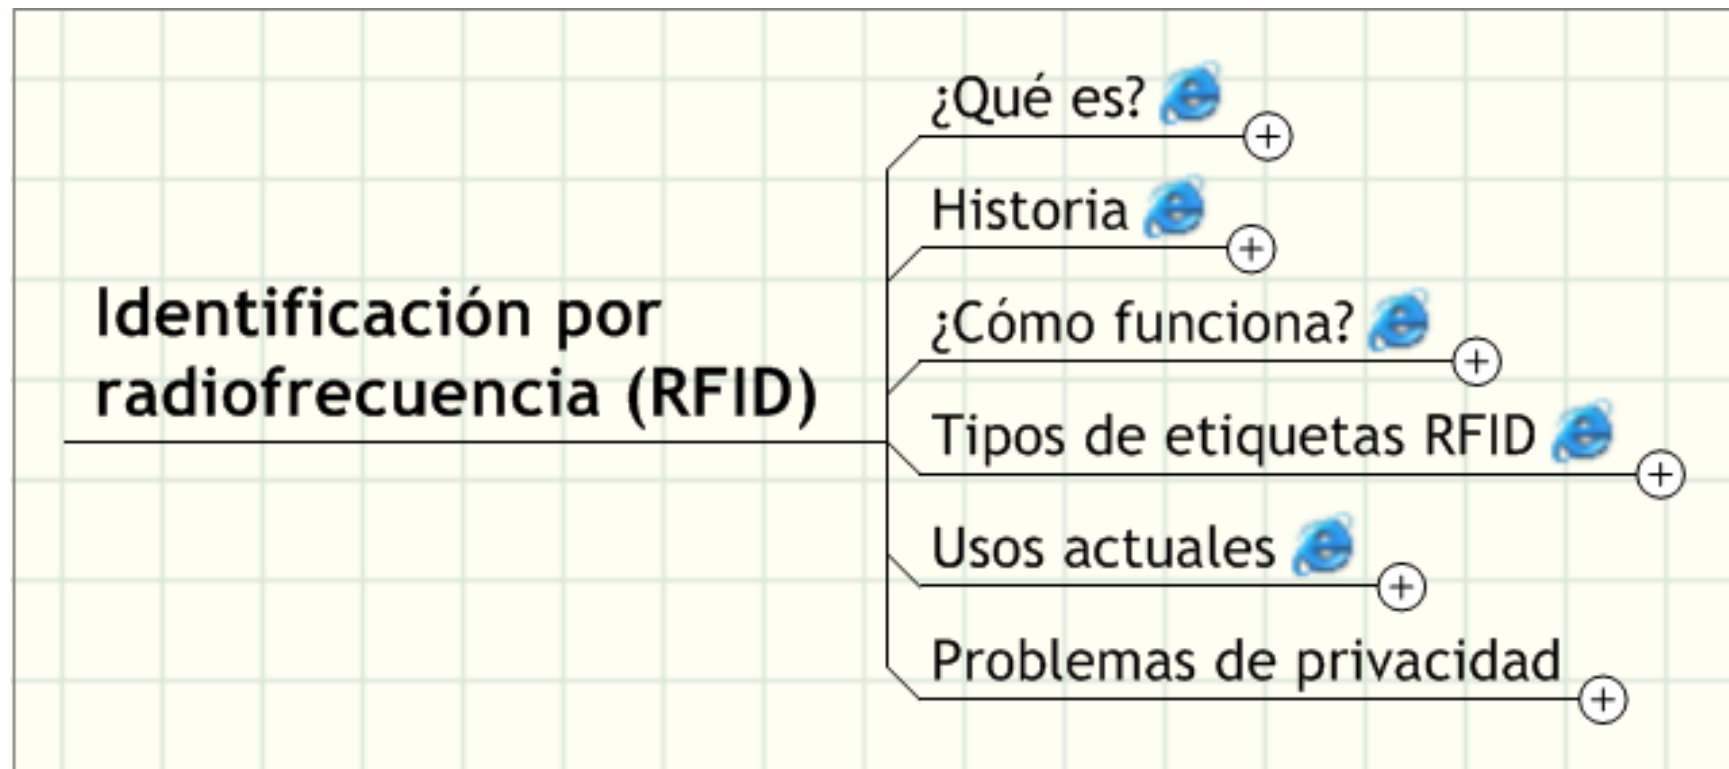 Identificación por
radiofrecuencia (RFID)
¿Qué es?
Historia
¿Cómo funciona?
Tipos de etiquetas RFID
Usos actuales
Problemas de privacidad